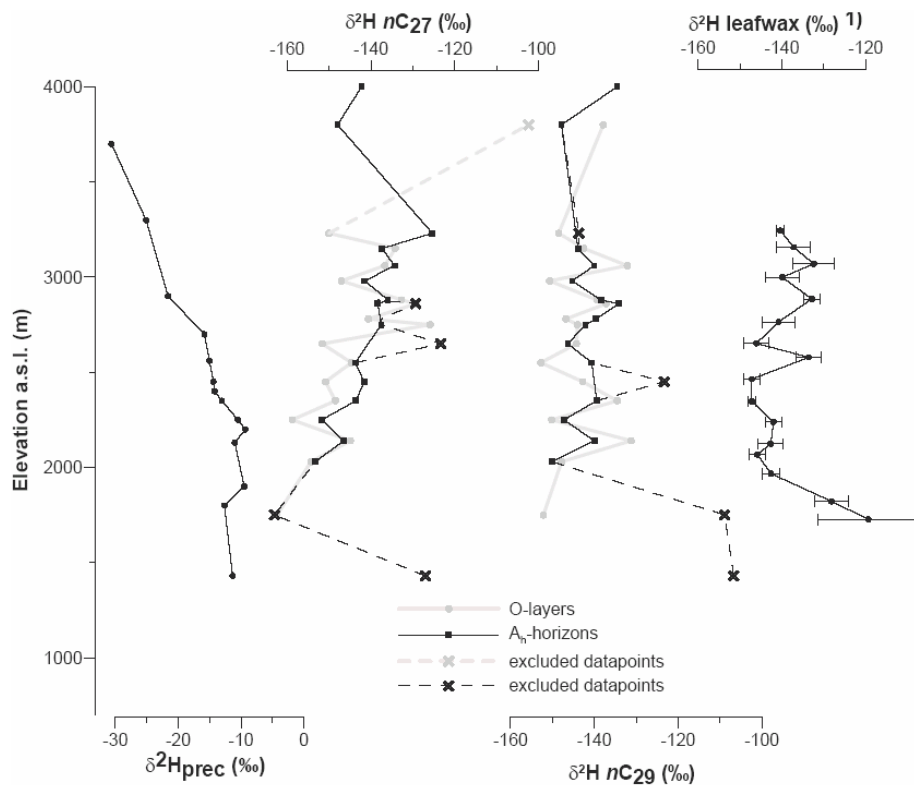 δ²H nC27 (‰)
δ²H leafwax (‰) 1)
-160 -140 -120 -100 -160 -140 -120
4000
3000
2000
1000
Elevation a.s.l. (m)
O-layers
Ah-horizons
excluded datapoints
excluded datapoints
-30 -20 -10 0 -160 -140 -120 -100
δ2Hprec (‰)
δ²H nC29 (‰)